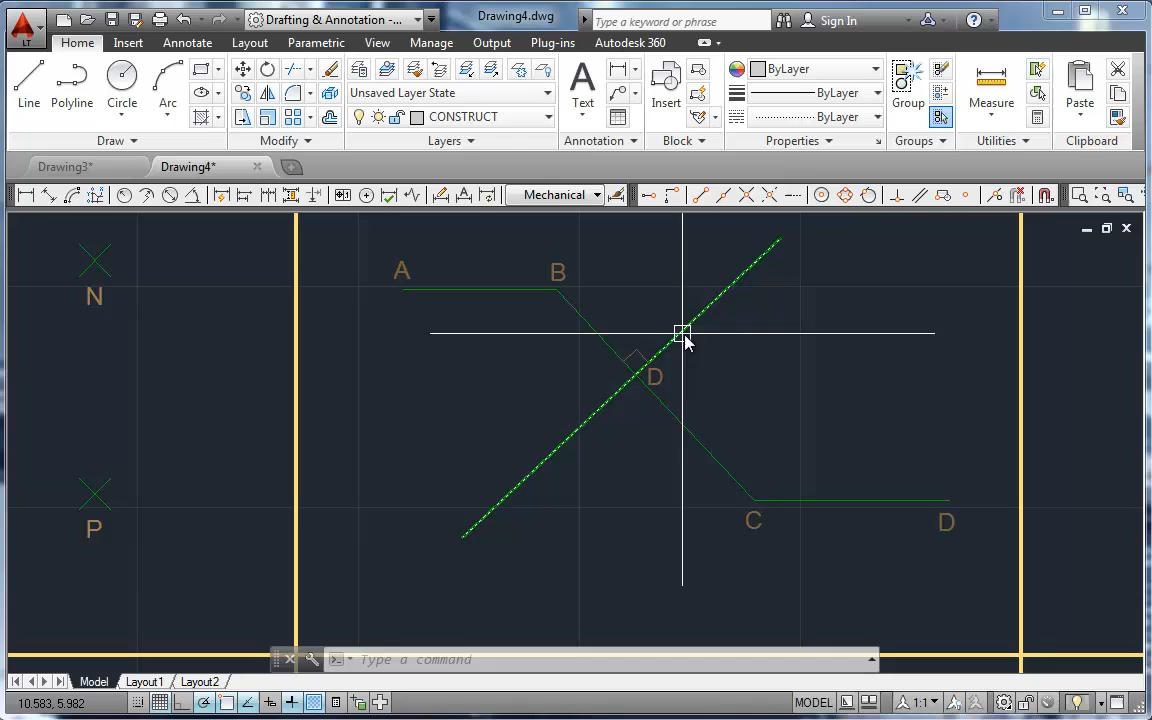 Drafting & Annotation -...
Drawing4.dwg
Type a keyword or phrase
Sign In
LT
Home
Insert
Annotate
Layout
Parametric
View
Manage
Output
Plug-ins
Autodesk 360
Line
Polyline
Circle
Arc
Unsaved Layer State
CONSTRUCT
A
Text
Insert
ByLayer
ByLayer
ByLayer
Group
Measure
Paste
Draw
Modify
Layers
Annotation
Block
Properties
Groups
Utilities
Clipboard
Drawing3*
Drawing4*
Mechanical
A
B
N
D
C
D
P
Type a command
Model
Layout1
Layout2
10.583, 5.982
MODEL
1:1